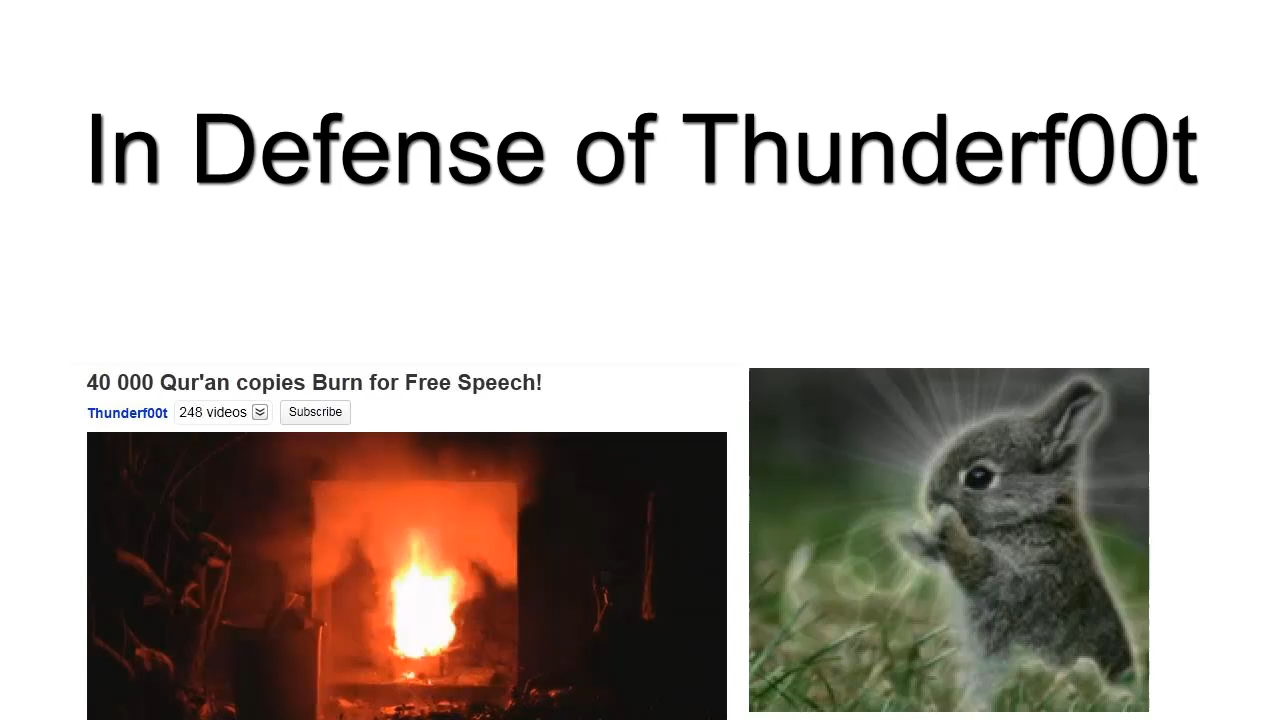 In Defense of Thunderf00t
40 000 Qur'an copies Burn for Free Speech!
Thunderf00t 248 videos Subscribe